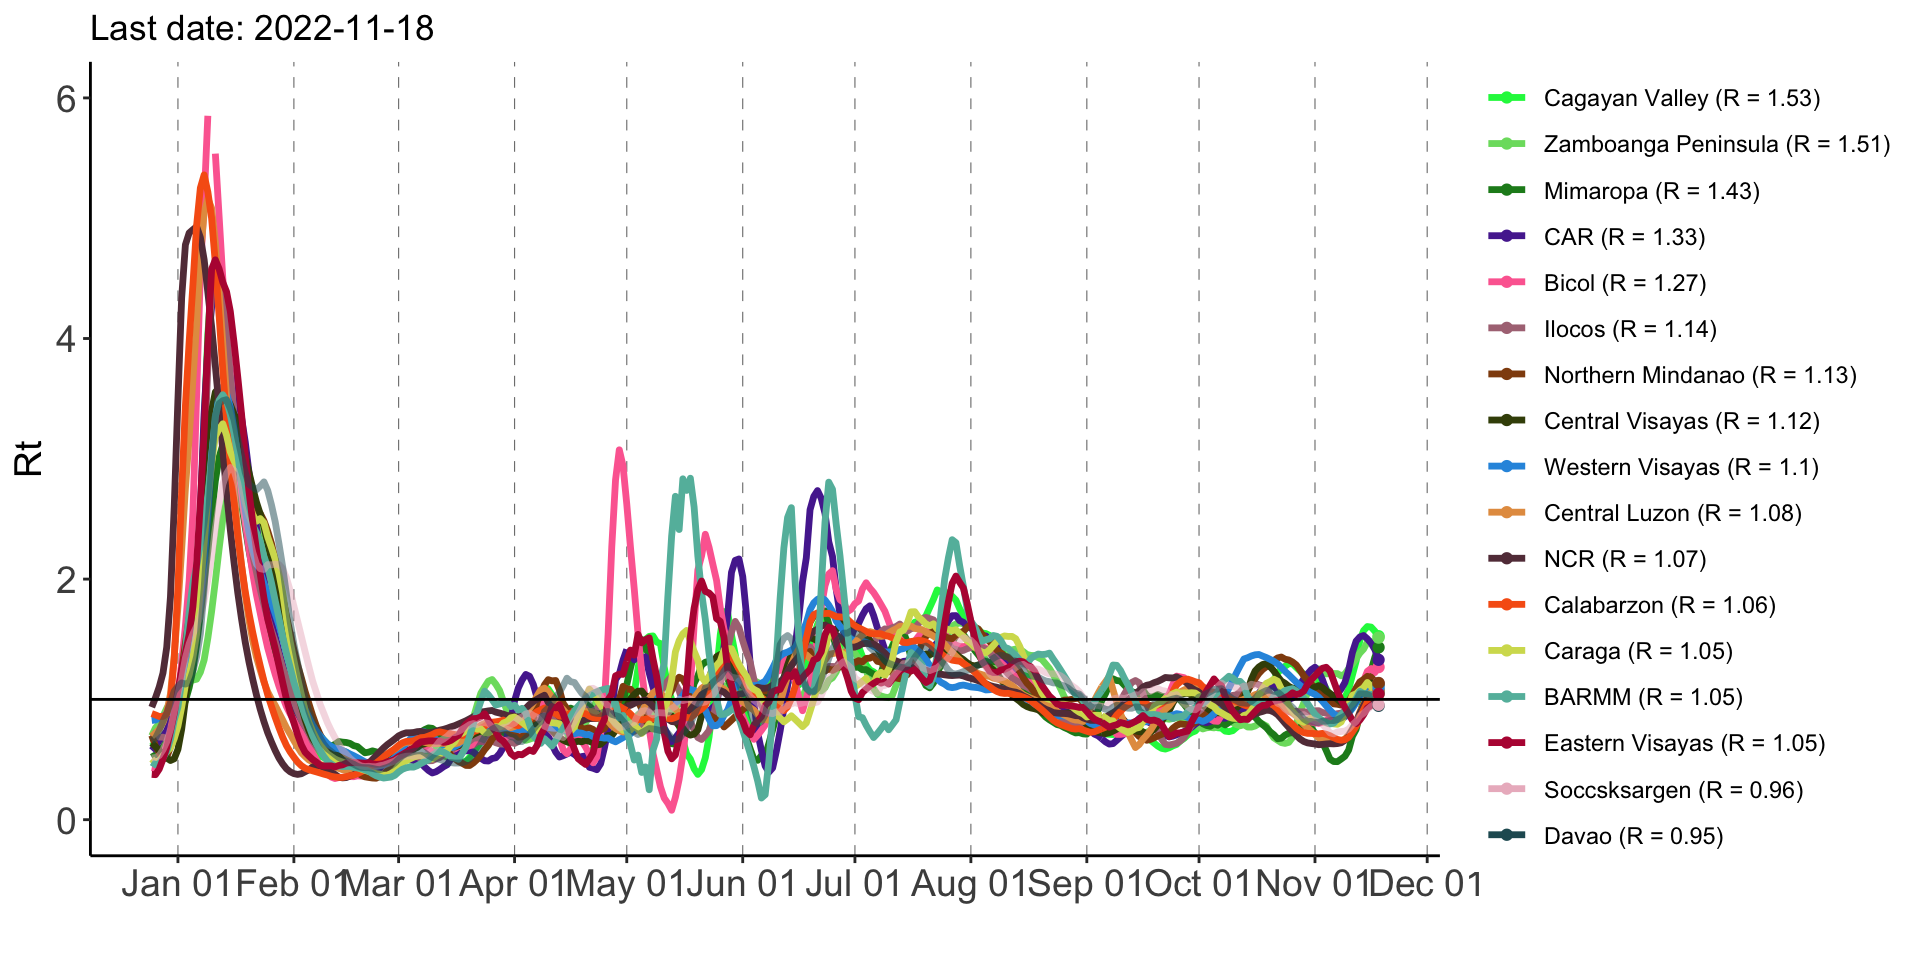 Last date: 2022-11-18
6
4
2
0
Rt
Jan 01
Feb 01
Mar 01
Apr 01
May 01
Jun 01
Jul 01
Aug 01
Sep 01
Oct 01
Nov 01
Dec 01
Cagayan Valley (R = 1.53)
Zamboanga Peninsula (R = 1.51)
Mimaropa (R = 1.43)
CAR (R = 1.33)
Bicol (R = 1.27)
Ilocos (R = 1.14)
Northern Mindanao (R = 1.13)
Central Visayas (R = 1.12)
Western Visayas (R = 1.1)
Central Luzon (R = 1.08)
NCR (R = 1.07)
Calabarzon (R = 1.06)
Caraga (R = 1.05)
BARMM (R = 1.05)
Eastern Visayas (R = 1.05)
Soccsksargen (R = 0.96)
Davao (R = 0.95)